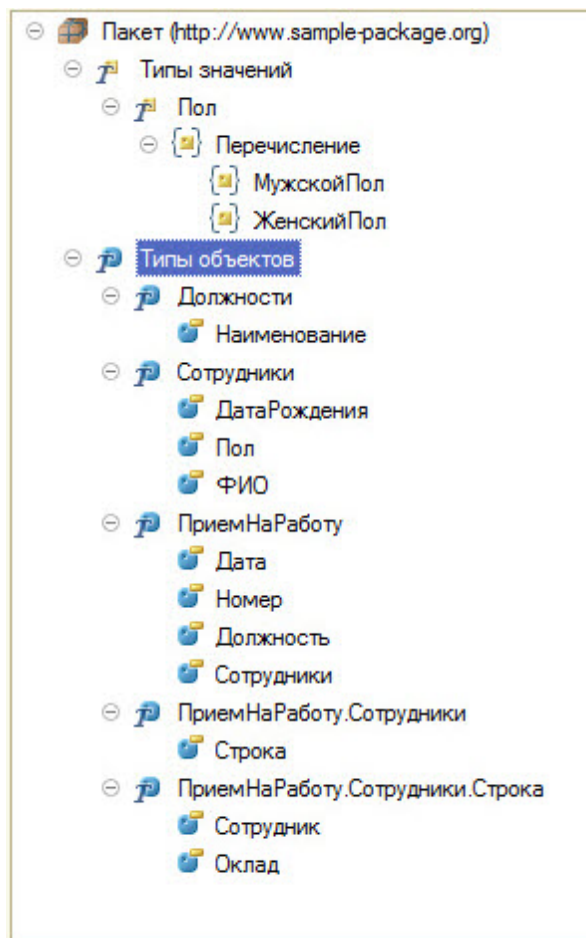 Пакет (http://www.sample-package.org)
Типы значений
Пол
Перечисление
МужскойПол
ЖенскийПол
Типы объектов
Должности
Наименование
Сотрудники
ДатаРождения
Пол
ФИО
ПриемНаРаботу
Дата
Номер
Должность
Сотрудники
ПриемНаРаботу.Сотрудники
Строка
ПриемНаРаботу.Сотрудники.Строка
Сотрудник
Оклад